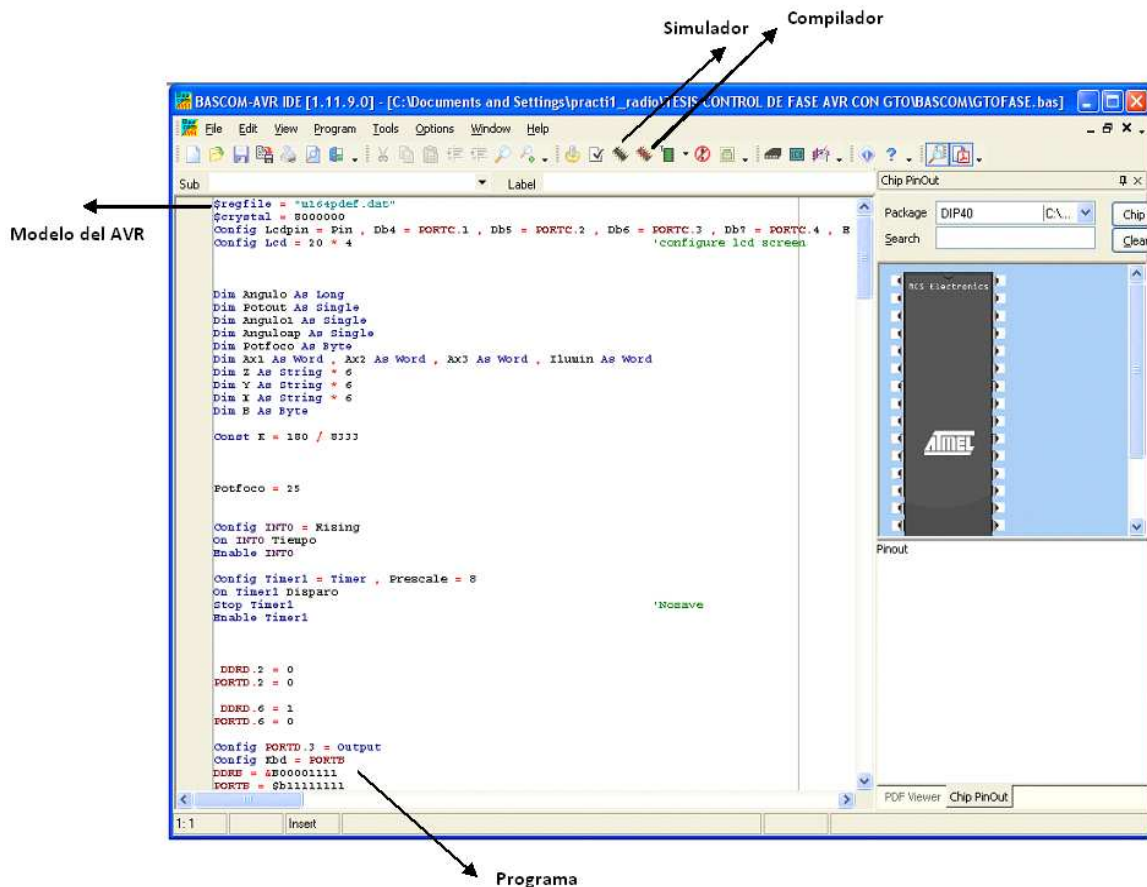 Simulador
Compilador
BASCOM-AVR IDE [1.11.9.0] - [C:\Documents and Settings\practi1_radio\TESIS CONTROL DE FASE AVR CON GTO\BASCOM\GTOFASE.bas]
File Edit View Program Tools Options Window Help
Sub Label
Chip PinOut
Modelo del AVR
$regfile = "m164pdef.dat"
$crystal = 8000000
Config Lcdpin = Pin , Db4 = PORTC.1 , Db5 = PORTC.2 , Db6 = PORTC.3 , Db7 = PORTC.4 , E
Config Lcd = 20 * 4 'configure lcd screen
Dim Angulo As Long
Dim Potout As Single
Dim Angulo1 As Single
Dim Anguloap As Single
Dim Potfoco As Byte
Dim Ax1 As Word , Ax2 As Word , Ax3 As Word , Ilumin As Word
Dim Z As String * 6
Dim Y As String * 6
Dim X As String * 6
Dim B As Byte
Const K = 180 / 8333
Potfoco = 25
Config INT0 = Rising
On INT0 Tiempo
Enable INT0
Config Timer1 = Timer , Prescale = 8
On Timer1 Disparo
Stop Timer1 'Nosave
Enable Timer1
DDRD.2 = 0
PORTD.2 = 0
DDRD.6 = 1
PORTD.6 = 0
Config PORTD.3 = Output
Config Kbd = PORTB
DDRB = &B00001111
PORTB = $b11111111
Package DIP40 C:\... Chip
Search Clear
MCS Electronics
ATMEL
Pinout
PDF Viewer Chip PinOut
1: 1 Insert
Programa